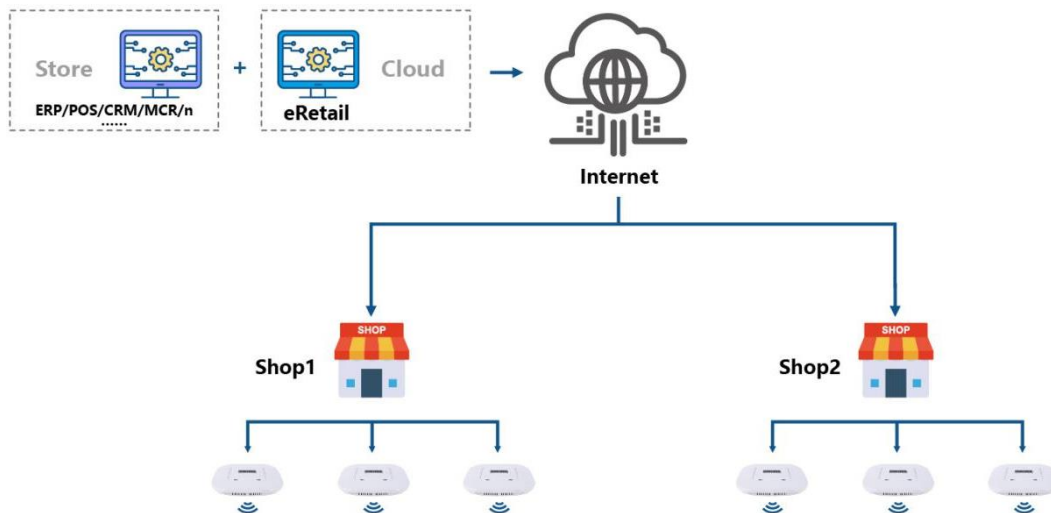 Store
ERP/POS/CRM/MCR/n
......
+
eRetail
Cloud
Internet
SHOP
Shop1
SHOP
Shop2